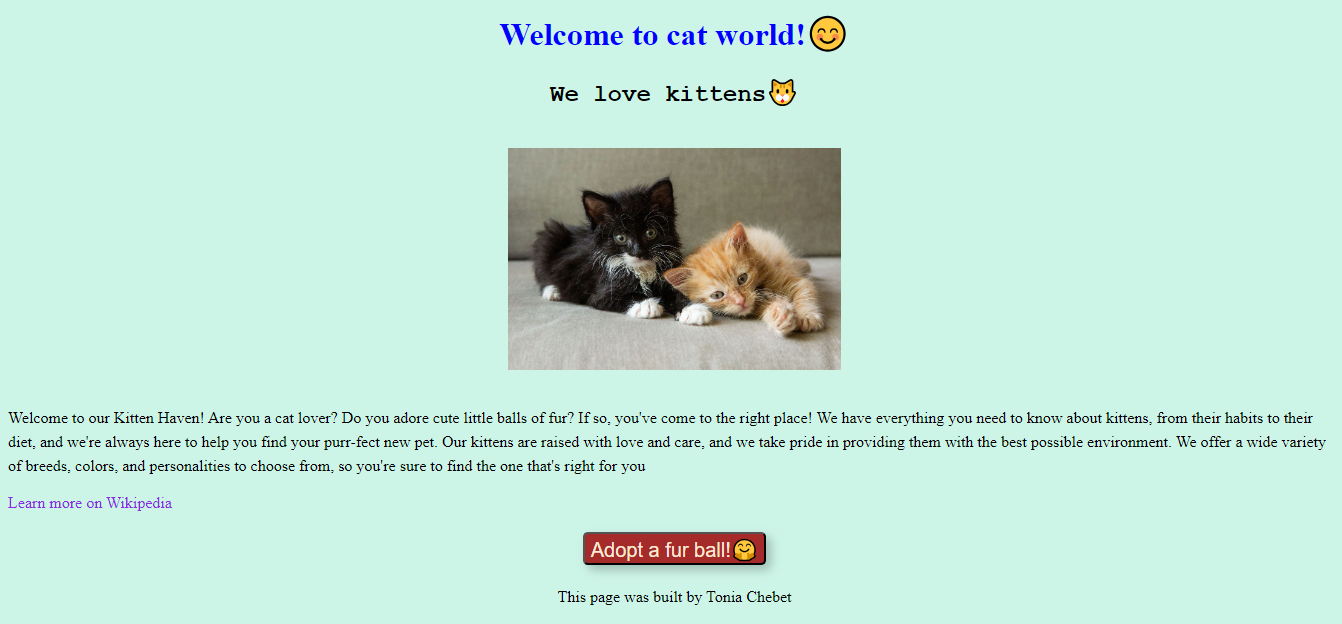 Welcome to cat world!😊
We love kittens🐱
Welcome to our Kitten Haven! Are you a cat lover? Do you adore cute little balls of fur? If so, you've come to the right place! We have everything you need to know about kittens, from their habits to their
diet, and we're always here to help you find your purr-fect new pet. Our kittens are raised with love and care, and we take pride in providing them with the best possible environment. We offer a wide variety
of breeds, colors, and personalities to choose from, so you're sure to find the one that's right for you
Learn more on Wikipedia
Adopt a fur ball!🤗
This page was built by Tonia Chebet